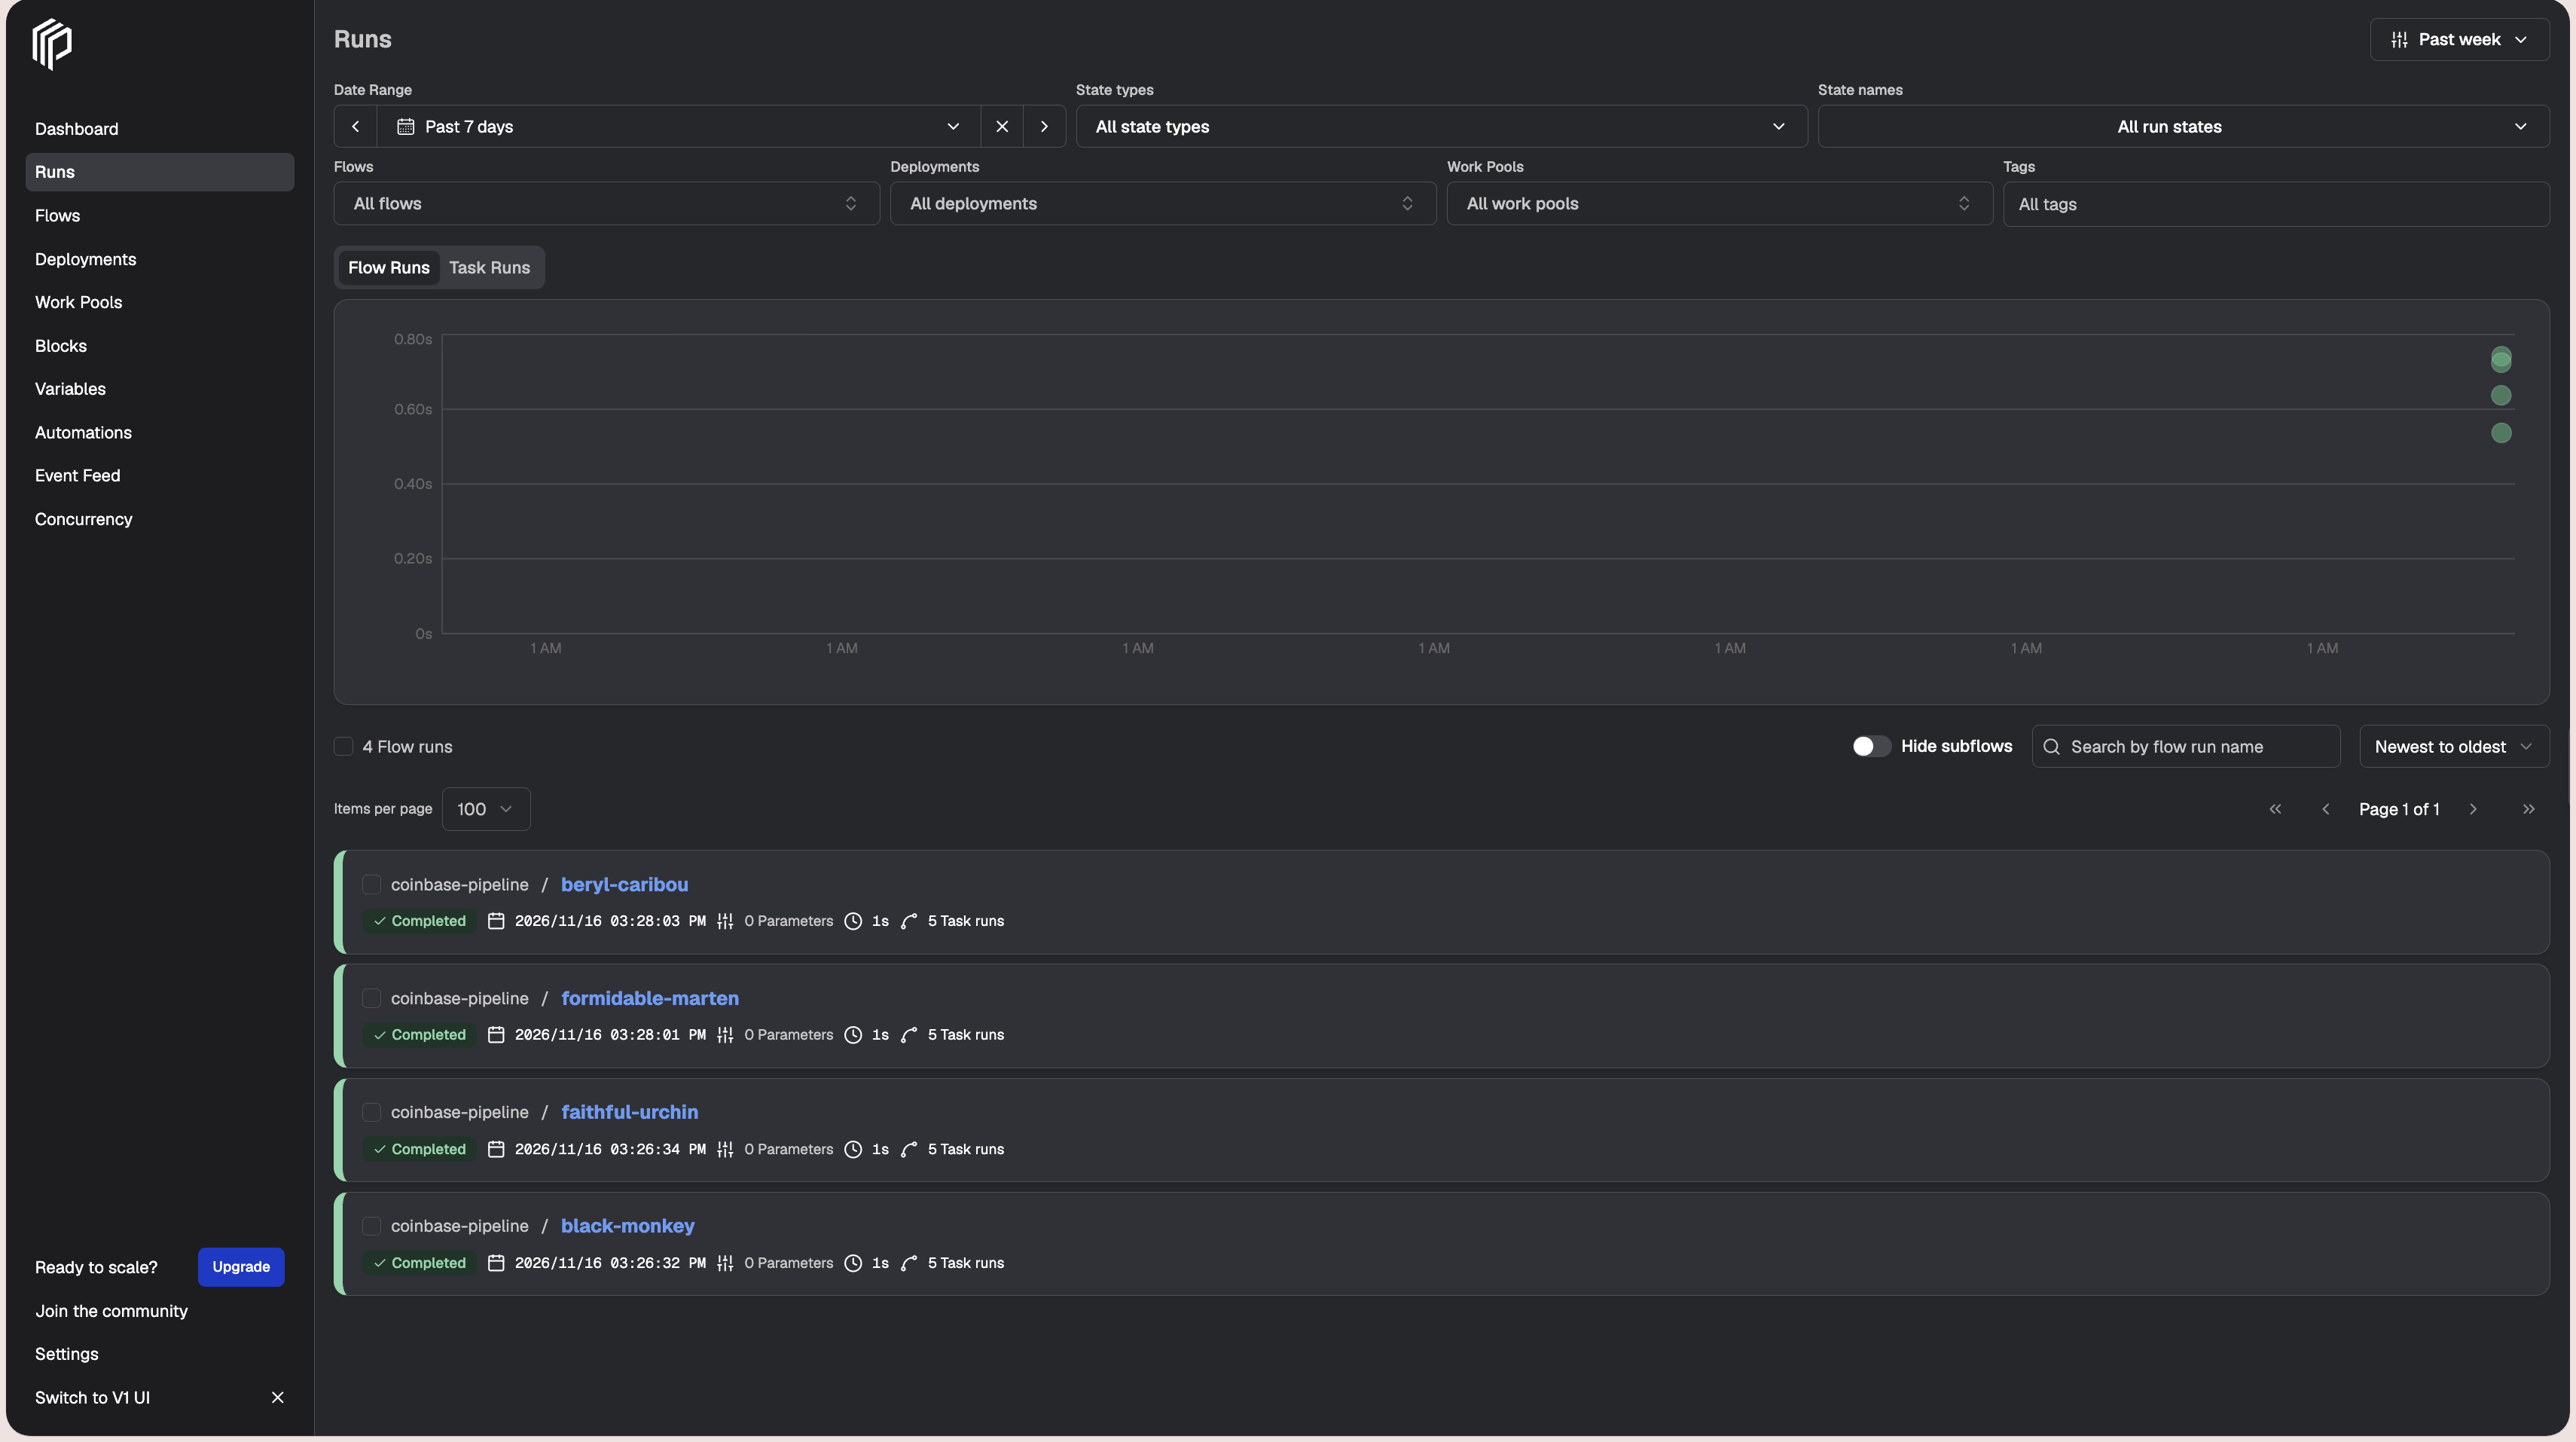 Dashboard
Runs
Flows
Deployments
Work Pools
Blocks
Variables
Automations
Event Feed
Concurrency
Ready to scale? Upgrade
Join the community
Settings
Switch to V1 UI
Runs
Past week
Date Range State types State names
Past 7 days All state types All run states
Flows Deployments Work Pools Tags
All flows All deployments All work pools All tags
Flow Runs Task Runs
0.80s
0.60s
0.40s
0.20s
0s
1 AM 1 AM 1 AM 1 AM 1 AM 1 AM 1 AM
4 Flow runs Hide subflows Search by flow run name Newest to oldest
Items per page 100 Page 1 of 1
coinbase-pipeline / beryl-caribou
Completed 2026/11/16 03:28:03 PM 0 Parameters 1s 5 Task runs
coinbase-pipeline / formidable-marten
Completed 2026/11/16 03:28:01 PM 0 Parameters 1s 5 Task runs
coinbase-pipeline / faithful-urchin
Completed 2026/11/16 03:26:34 PM 0 Parameters 1s 5 Task runs
coinbase-pipeline / black-monkey
Completed 2026/11/16 03:26:32 PM 0 Parameters 1s 5 Task runs